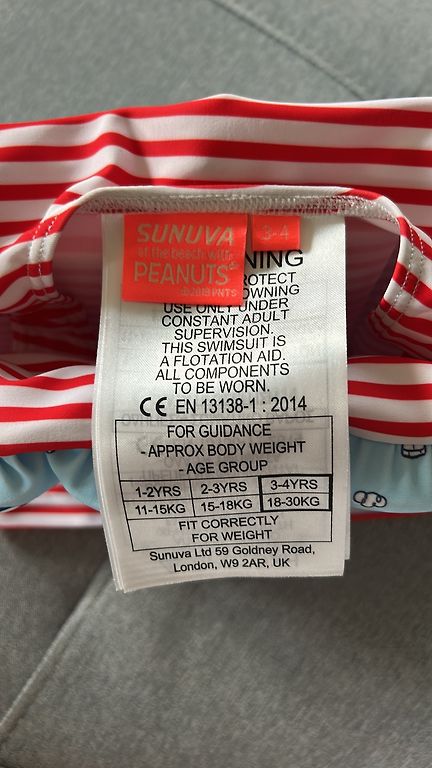 SUNUVA
at the beach with
PEANUTS
©2019 PNTS
3-4
NING
ROTECT
OWNING
USE ONLY UNDER
CONSTANT ADULT
SUPERVISION.
THIS SWIMSUIT IS
A FLOTATION AID.
ALL COMPONENTS
TO BE WORN.
CE EN 13138-1 : 2014
FOR GUIDANCE
-APPROX BODY WEIGHT
- AGE GROUP
1-2YRS 2-3YRS 3-4YRS
11-15KG 15-18KG 18-30KG
FIT CORRECTLY
FOR WEIGHT
Sunuva Ltd 59 Goldney Road,
London, W9 2AR, UK